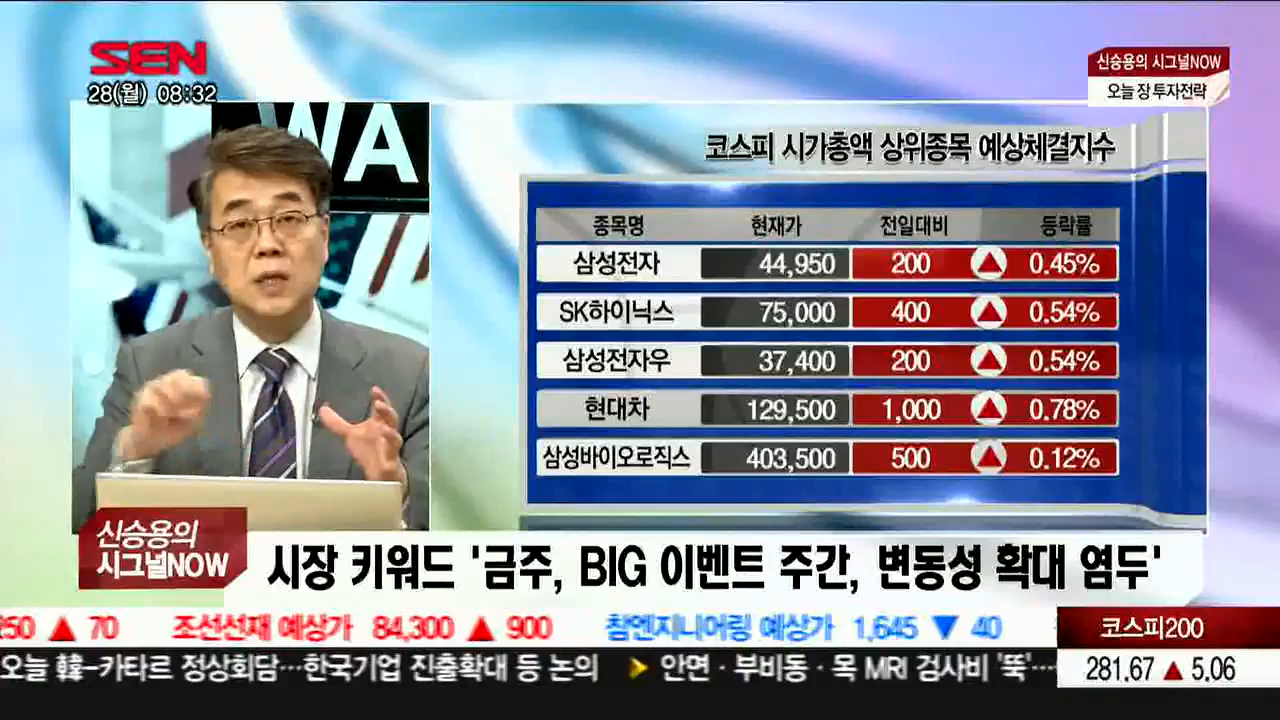 SEN
28(월) 08:32
신승용의 시그널NOW
오늘 장 투자전략
WA
코스피 시가총액 상위종목 예상체결지수
종목명 현재가 전일대비 등락률
삼성전자 44,950 200 ▲ 0.45%
SK하이닉스 75,000 400 ▲ 0.54%
삼성전자우 37,400 200 ▲ 0.54%
현대차 129,500 1,000 ▲ 0.78%
삼성바이오로직스 403,500 500 ▲ 0.12%
신승용의
시그널NOW
시장 키워드 '금주, BIG 이벤트 주간, 변동성 확대 염두'
250 ▲ 70 조선선재 예상가 84,300 ▲ 900 참엔지니어링 예상가 1,645 ▼ 40
코스피200
오늘 韓-카타르 정상회담…한국기업 진출확대 등 논의 ▶ 안면·부비동·목 MRI 검사비 '뚝'…
281.67 ▲ 5.06